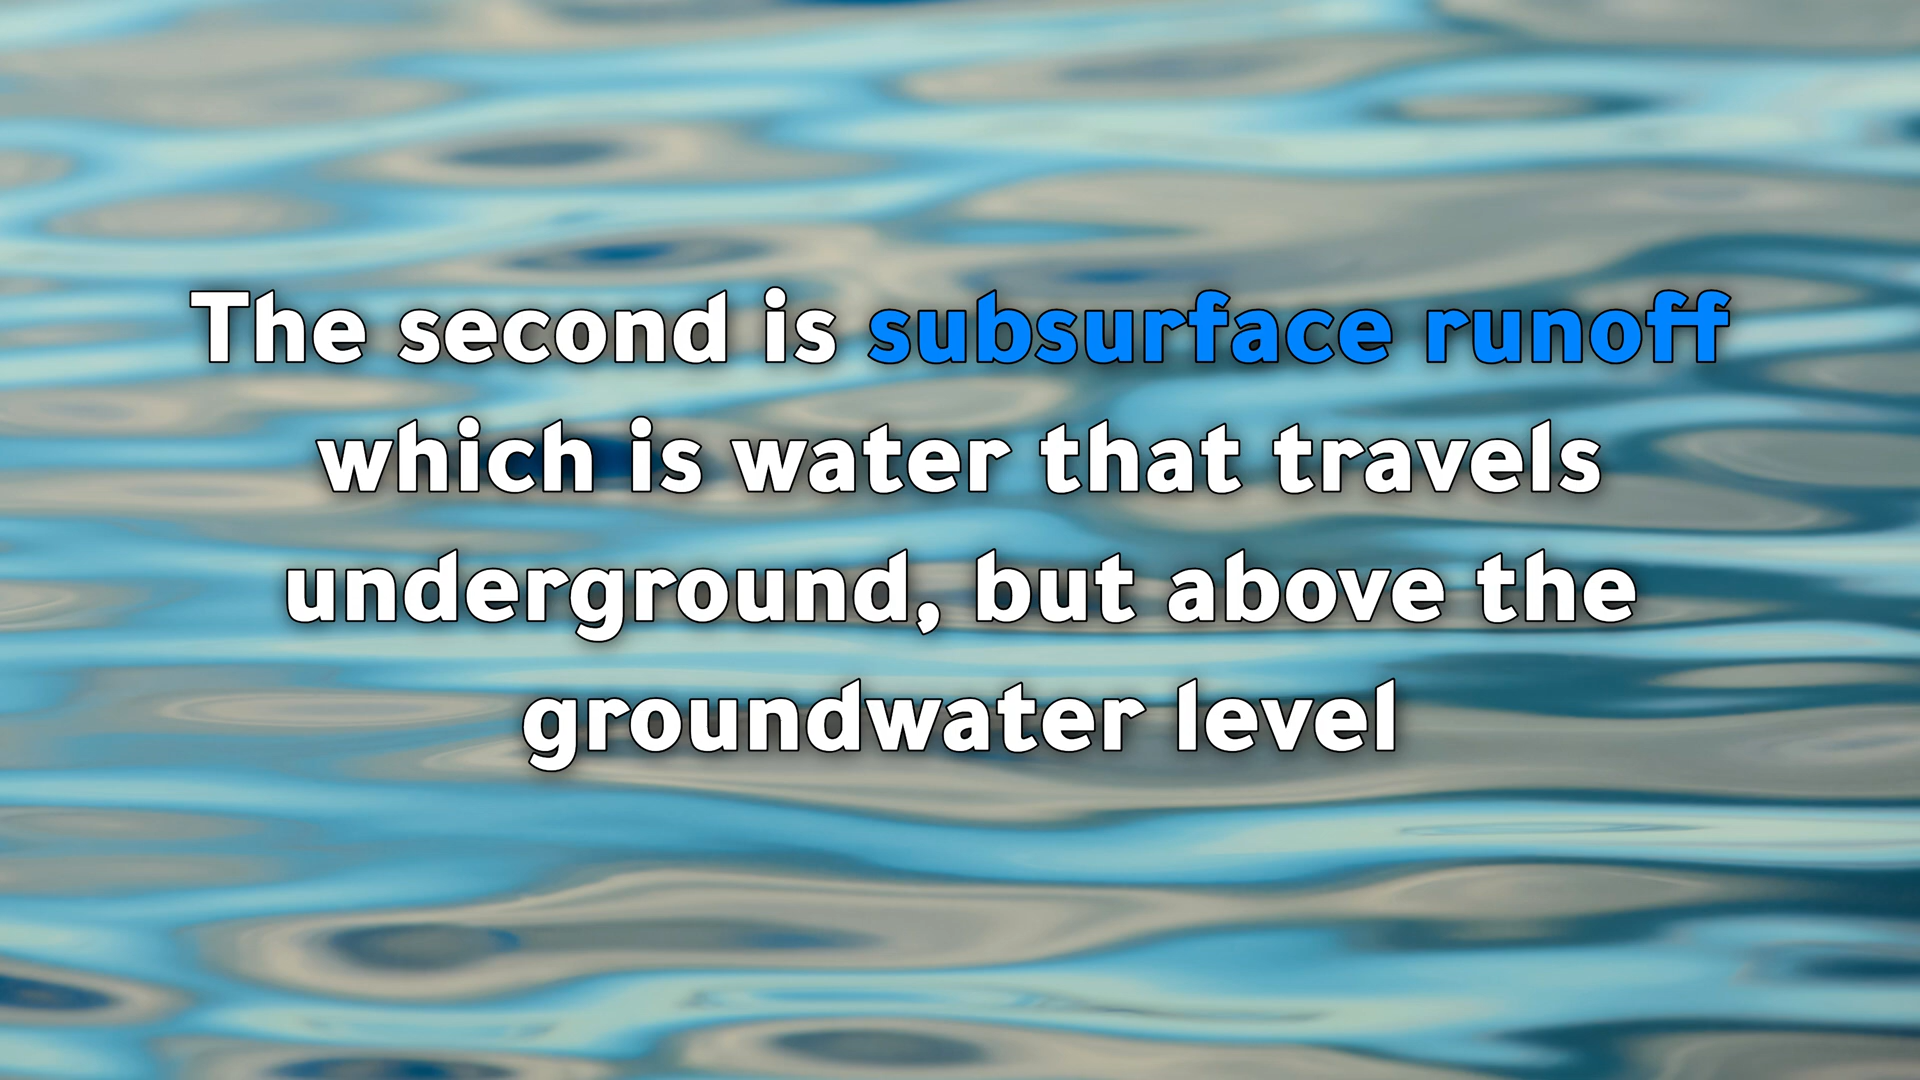 The second is subsurface runoff
which is water that travels
underground, but above the
groundwater level